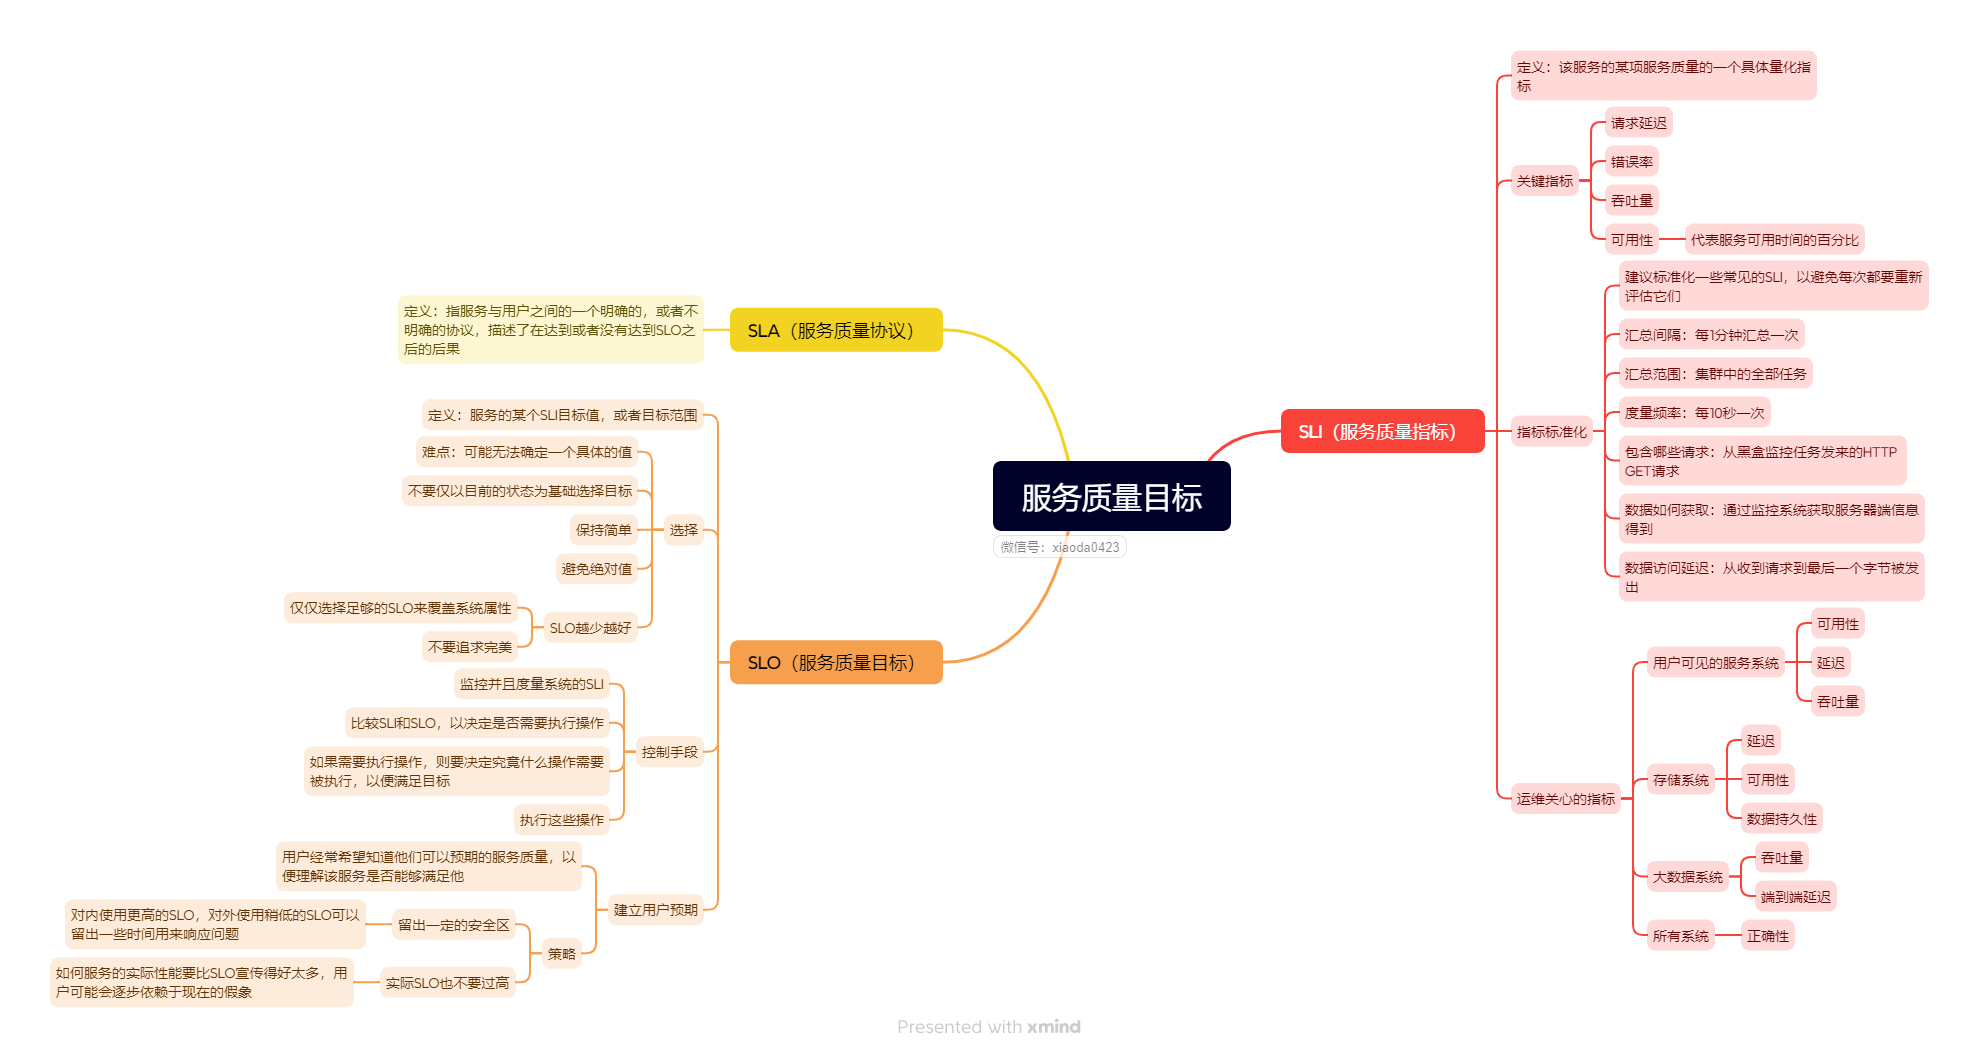 服务质量目标
微信号：xiaoda0423
SLI（服务质量指标）
定义：该服务的某项服务质量的一个具体量化指
标
关键指标
请求延迟
错误率
吞吐量
可用性
代表服务可用时间的百分比
指标标准化
建议标准化一些常见的SLI，以避免每次都要重新
评估它们
汇总间隔：每1分钟汇总一次
汇总范围：集群中的全部任务
度量频率：每10秒一次
包含哪些请求：从黑盒监控任务发来的HTTP
GET请求
数据如何获取：通过监控系统获取服务器端信息
得到
数据访问延迟：从收到请求到最后一个字节被发
出
运维关心的指标
用户可见的服务系统
可用性
延迟
吞吐量
存储系统
延迟
可用性
数据持久性
大数据系统
吞吐量
端到端延迟
所有系统
正确性
SLA（服务质量协议）
定义：指服务与用户之间的一个明确的，或者不
明确的协议，描述了在达到或者没有达到SLO之
后的后果
SLO（服务质量目标）
定义：服务的某个SLI目标值，或者目标范围
选择
难点：可能无法确定一个具体的值
不要仅以目前的状态为基础选择目标
保持简单
避免绝对值
SLO越少越好
仅仅选择足够的SLO来覆盖系统属性
不要追求完美
控制手段
监控并且度量系统的SLI
比较SLI和SLO，以决定是否需要执行操作
如果需要执行操作，则要决定究竟什么操作需要
被执行，以便满足目标
执行这些操作
建立用户预期
用户经常希望知道他们可以预期的服务质量，以
便理解该服务是否能够满足他
策略
留出一定的安全区
对内使用更高的SLO，对外使用稍低的SLO可以
留出一些时间用来响应问题
实际SLO也不要过高
如何服务的实际性能要比SLO宣传得好太多，用
户可能会逐步依赖于现在的假象
Presented with xmind